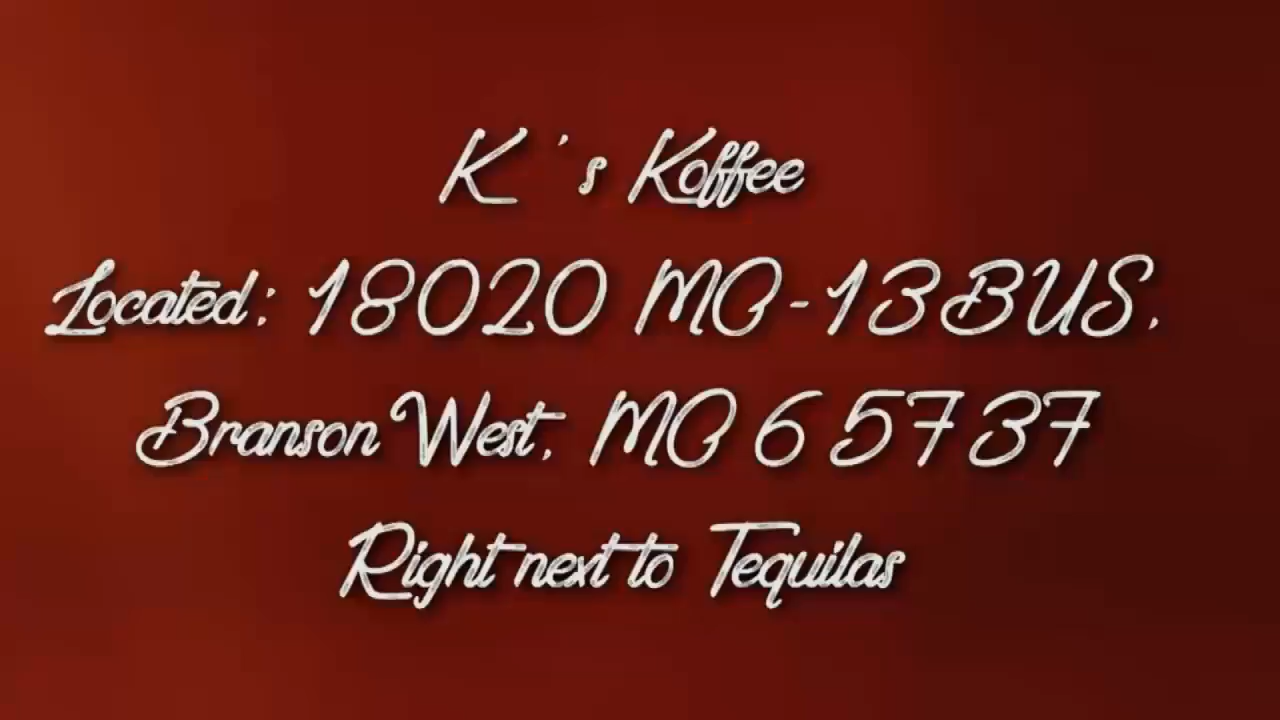 K's Koffee
Located: 18020 MO-13 BUS,
Branson West, MO 65737
Right next to Tequilas